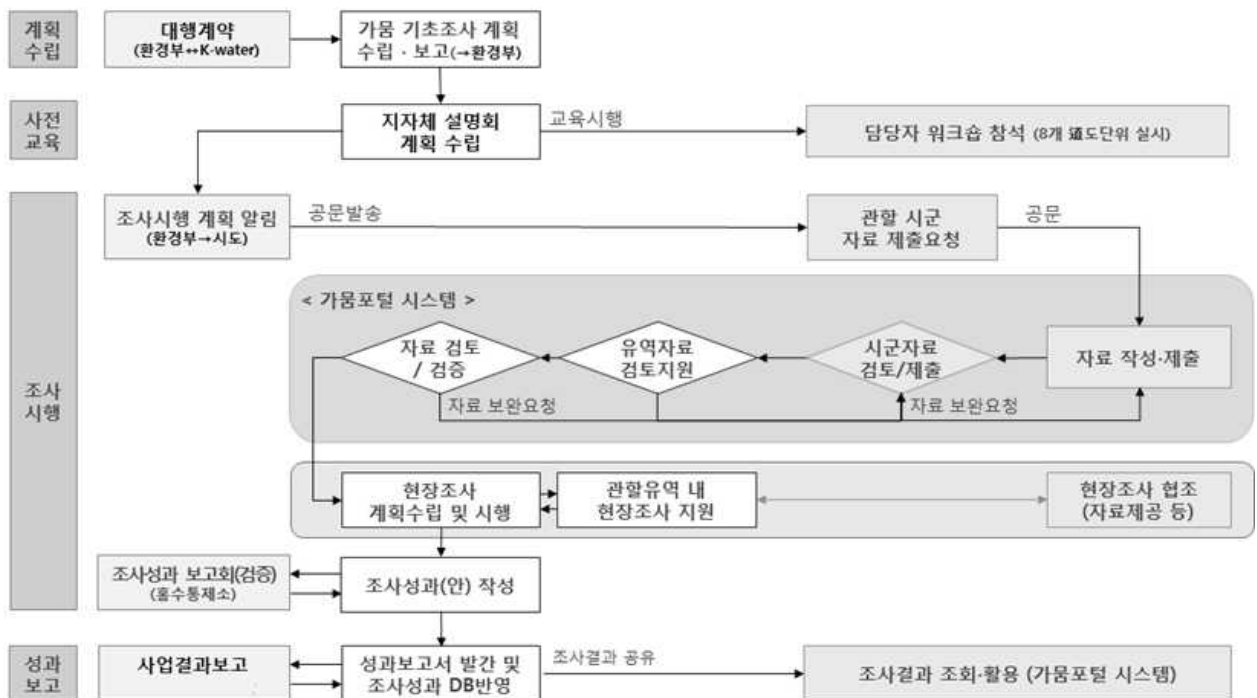 계획
수립
대행계약
(환경부↔K-water)
가뭄 기초조사 계획
수립 · 보고(→환경부)
사전
교육
지자체 설명회
계획 수립
교육시행
담당자 워크숍 참석 (8개 道도단위 실시)
조사
시행
조사시행 계획 알림
(환경부→시도)
공문발송
관할 시군
자료 제출요청
공문
< 가뭄포털 시스템 >
자료 검토
/ 검증
유역자료
검토지원
시군자료
검토/제출
자료 작성·제출
자료 보완요청
자료 보완요청
현장조사
계획수립 및 시행
관할유역 내
현장조사 지원
현장조사 협조
(자료제공 등)
조사성과 보고회(검증)
(홍수통제소)
조사성과(안) 작성
성과
보고
사업결과보고
성과보고서 발간 및
조사성과 DB반영
조사결과 공유
조사결과 조회·활용 (가뭄포털 시스템)